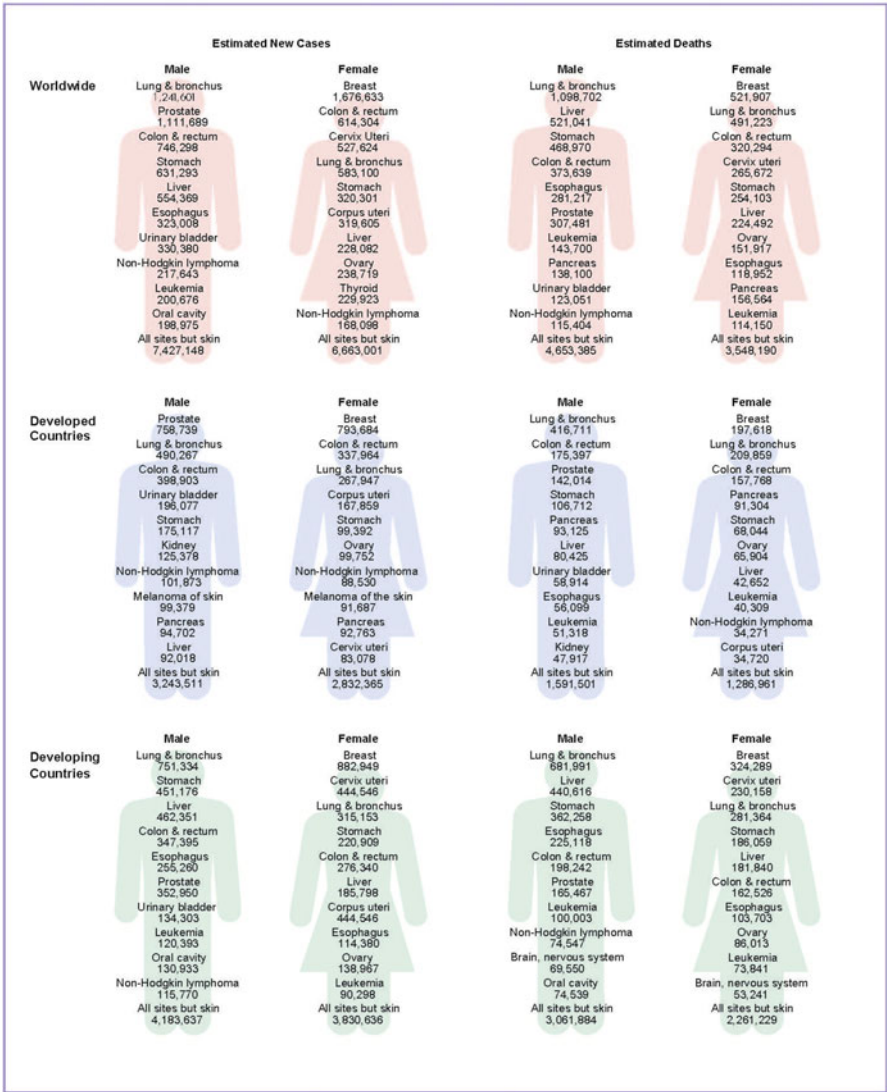 Estimated New Cases
Estimated Deaths
Worldwide
Male
Lung & bronchus
1,241,601
Prostate
1,111,689
Colon & rectum
746,298
Stomach
631,293
Liver
554,369
Esophagus
323,008
Urinary bladder
330,380
Non-Hodgkin lymphoma
217,643
Leukemia
200,676
Oral cavity
198,975
All sites but skin
7,427,148
Female
Breast
1,676,633
Colon & rectum
614,304
Cervix Uteri
527,624
Lung & bronchus
583,100
Stomach
320,301
Corpus uteri
319,605
Liver
228,082
Ovary
238,719
Thyroid
229,923
Non-Hodgkin lymphoma
168,098
All sites but skin
6,663,001
Male
Lung & bronchus
1,098,702
Liver
521,041
Stomach
468,970
Colon & rectum
373,639
Esophagus
281,217
Prostate
307,481
Leukemia
143,700
Pancreas
138,100
Urinary bladder
123,051
Non-Hodgkin lymphoma
115,404
All sites but skin
4,653,385
Female
Breast
521,907
Lung & bronchus
491,223
Colon & rectum
320,294
Cervix uteri
265,672
Stomach
254,103
Liver
224,492
Ovary
151,917
Esophagus
118,952
Pancreas
156,564
Leukemia
114,150
All sites but skin
3,548,190
Developed
Countries
Male
Prostate
758,739
Lung & bronchus
490,267
Colon & rectum
398,903
Urinary bladder
196,077
Stomach
175,117
Kidney
125,378
Non-Hodgkin lymphoma
101,873
Melanoma of skin
99,379
Pancreas
94,702
Liver
92,018
All sites but skin
3,243,511
Female
Breast
793,684
Colon & rectum
337,964
Lung & bronchus
267,947
Corpus uteri
167,859
Stomach
99,392
Ovary
99,752
Non-Hodgkin lymphoma
88,530
Melanoma of the skin
91,687
Pancreas
92,763
Cervix uteri
83,078
All sites but skin
2,832,365
Male
Lung & bronchus
416,711
Colon & rectum
175,397
Prostate
142,014
Stomach
106,712
Pancreas
93,125
Liver
80,425
Urinary bladder
58,914
Esophagus
56,099
Leukemia
51,318
Kidney
47,917
All sites but skin
1,591,501
Female
Breast
197,618
Lung & bronchus
209,859
Colon & rectum
157,768
Pancreas
91,304
Stomach
68,044
Ovary
65,904
Liver
42,652
Leukemia
40,309
Non-Hodgkin lymphoma
34,271
Corpus uteri
34,720
All sites but skin
1,286,961
Developing
Countries
Male
Lung & bronchus
751,334
Stomach
451,176
Liver
462,351
Colon & rectum
347,395
Esophagus
255,260
Prostate
352,950
Urinary bladder
134,303
Leukemia
120,393
Oral cavity
130,933
Non-Hodgkin lymphoma
115,770
All sites but skin
4,183,637
Female
Breast
882,949
Cervix uteri
444,546
Lung & bronchus
315,153
Stomach
220,909
Colon & rectum
276,340
Liver
185,798
Corpus uteri
444,546
Esophagus
114,380
Ovary
138,967
Leukemia
90,298
All sites but skin
3,830,636
Male
Lung & bronchus
681,991
Liver
440,616
Stomach
362,258
Esophagus
225,118
Colon & rectum
198,242
Prostate
165,467
Leukemia
100,003
Non-Hodgkin lymphoma
74,547
Brain, nervous system
69,550
Oral cavity
74,539
All sites but skin
3,061,884
Female
Breast
324,289
Cervix uteri
230,158
Lung & bronchus
281,364
Stomach
186,059
Liver
181,840
Colon & rectum
162,526
Esophagus
103,703
Ovary
86,013
Leukemia
73,841
Brain, nervous system
53,241
All sites but skin
2,261,229